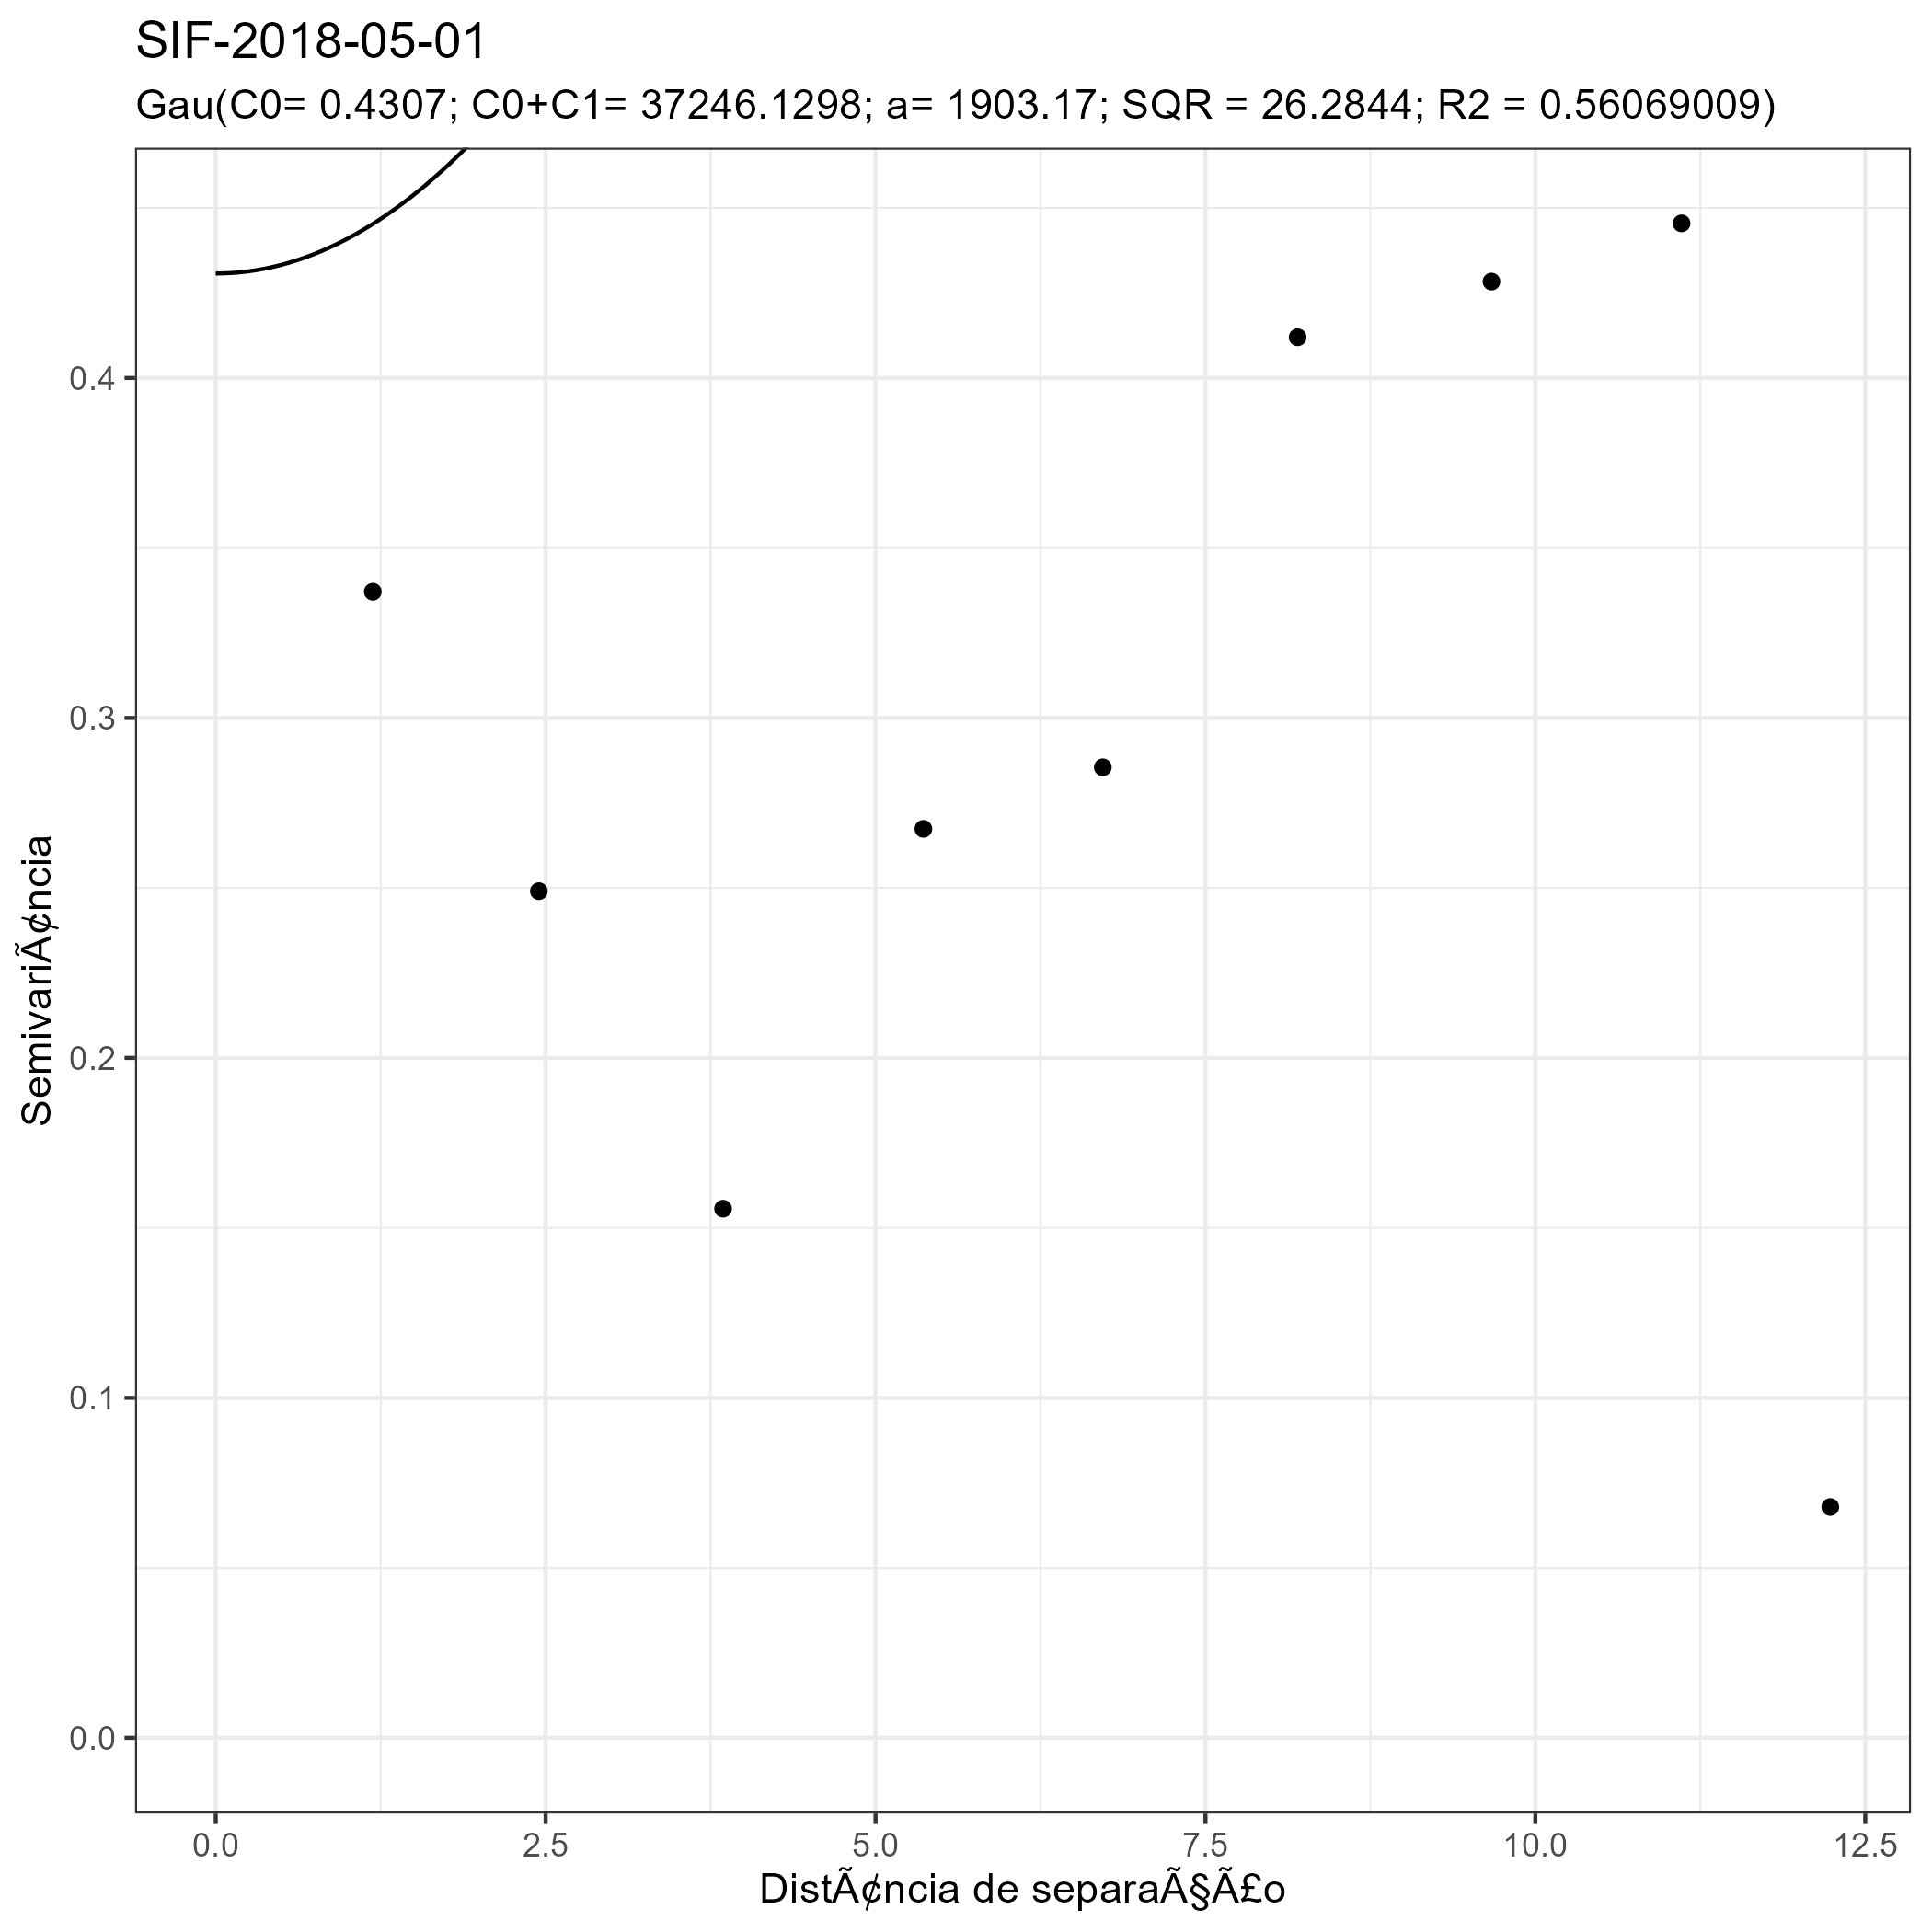 SIF-2018-05-01
Gau(C0= 0.4307; C0+C1= 37246.1298; a= 1903.17; SQR = 26.2844; R2 = 0.56069009)
SemivariÃ¢ncia
0.4
0.3
0.2
0.1
0.0
0.0 2.5 5.0 7.5 10.0 12.5
DistÃ¢ncia de separaÃ§Ã£o